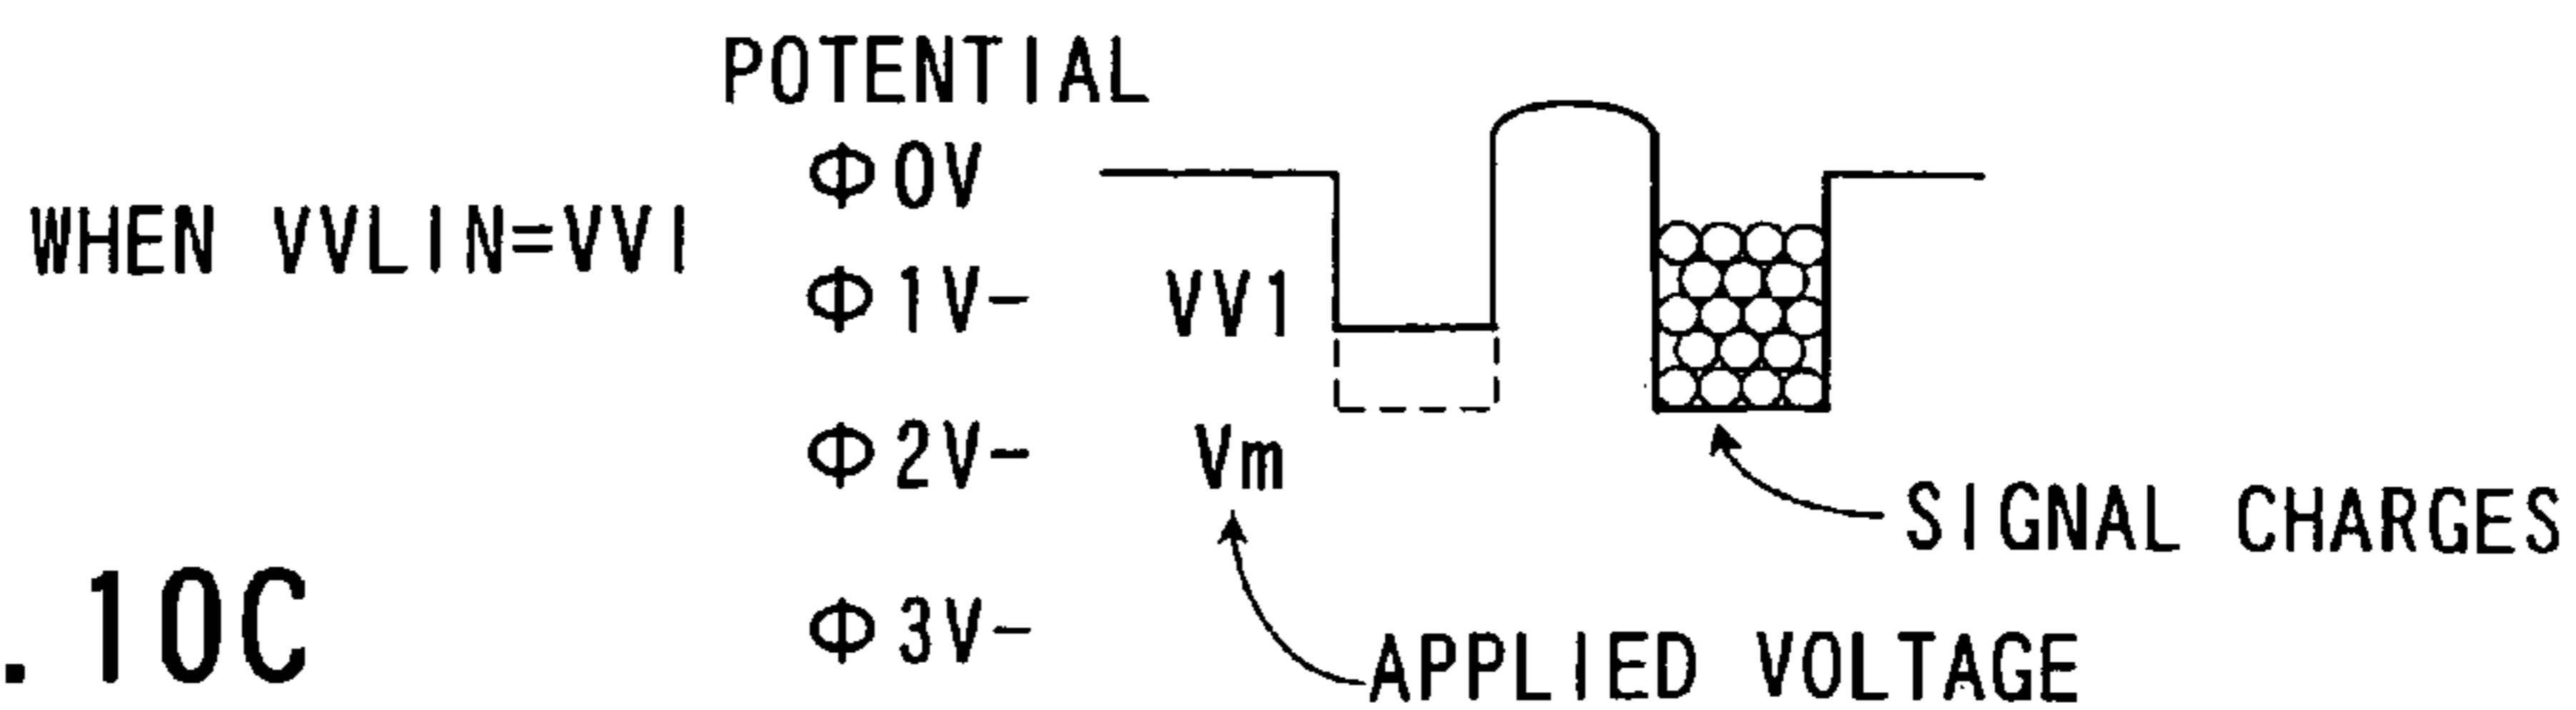 POTENTIAL
Φ0V
WHEN VVLIN=VVI
Φ1V- VV1
Φ2V- Vm
SIGNAL CHARGES
Φ3V-
.10C
APPLIED VOLTAGE